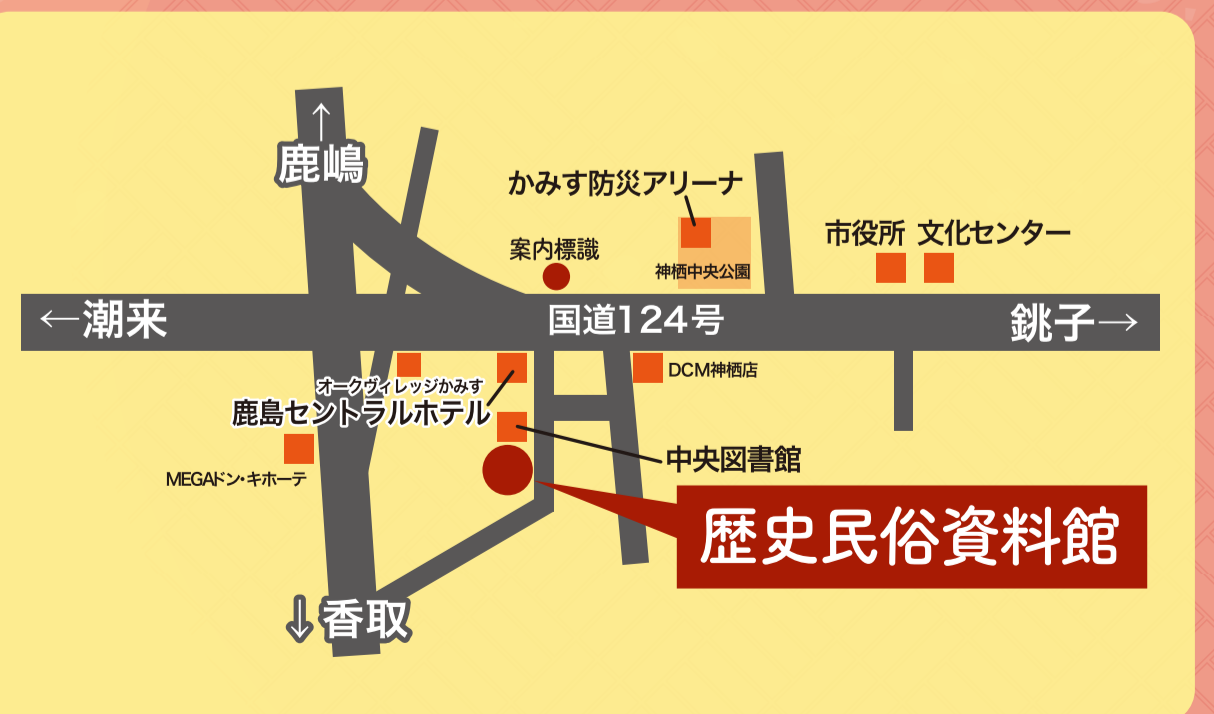 ↑
鹿嶋
かみす防災アリーナ
市役所 文化センター
案内標識
神栖中央公園
←潮来
国道124号
銚子→
DCM神栖店
オークヴィレッジかみす
鹿島セントラルホテル
MEGAドン・キホーテ
中央図書館
歴史民俗資料館
↓香取